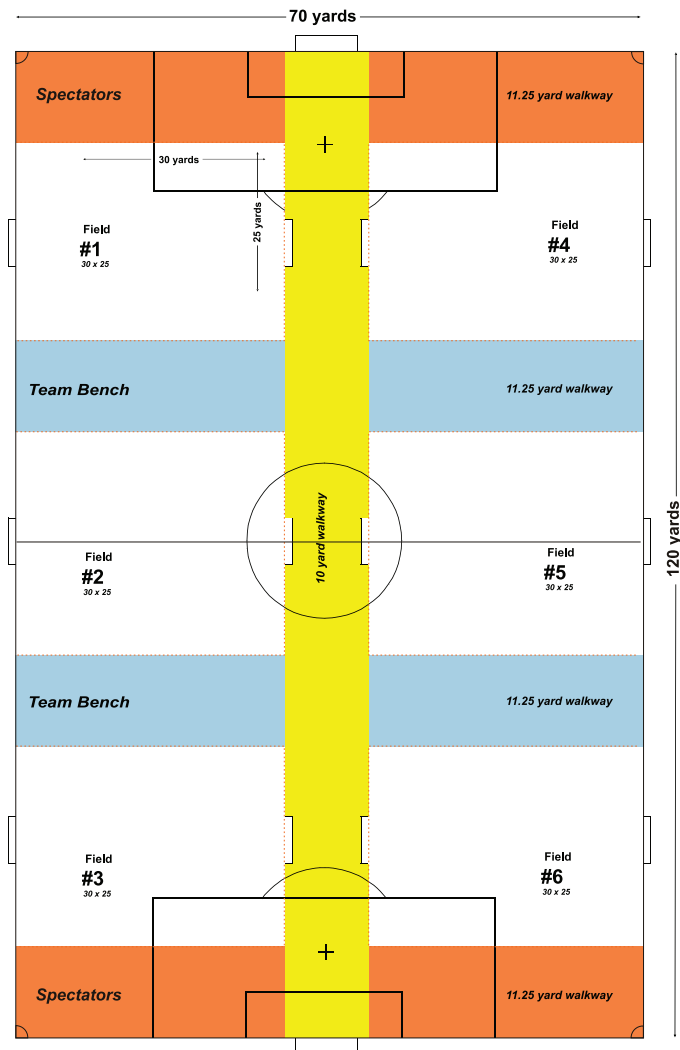 70 yards
Spectators
11.25 yard walkway
30 yards
25 yards
Field
#1
30 x 25
Field
#4
30 x 25
Team Bench
11.25 yard walkway
10 yard walkway
120 yards
Field
#2
30 x 25
Field
#5
30 x 25
Team Bench
11.25 yard walkway
Field
#3
30 x 25
Field
#6
30 x 25
Spectators
11.25 yard walkway